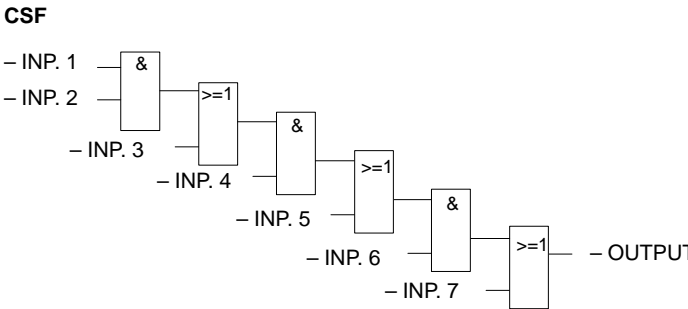 CSF
– INP. 1
&
– INP. 2
>=1
– INP. 3
&
– INP. 4
>=1
– INP. 5
&
– INP. 6
>=1
– OUTPUT
– INP. 7